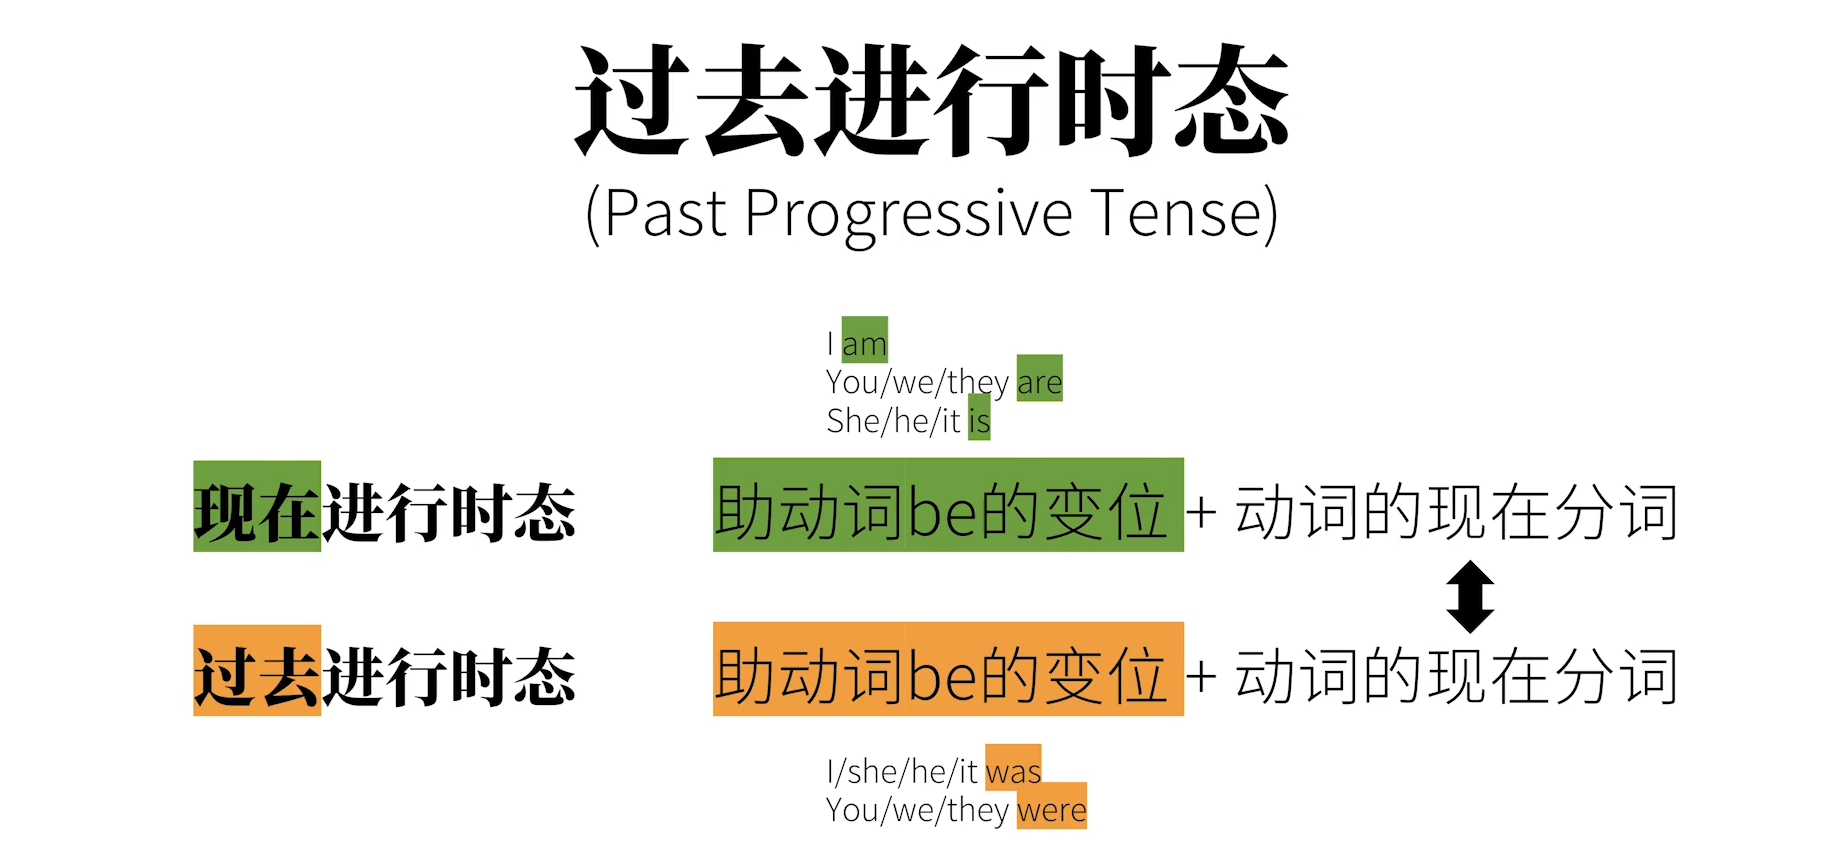 过去进行时态
(Past Progressive Tense)
I am
You/we/they are
She/he/it is
现在进行时态 助动词be的变位 + 动词的现在分词
过去进行时态 助动词be的变位 + 动词的现在分词
I/she/he/it was
You/we/they were